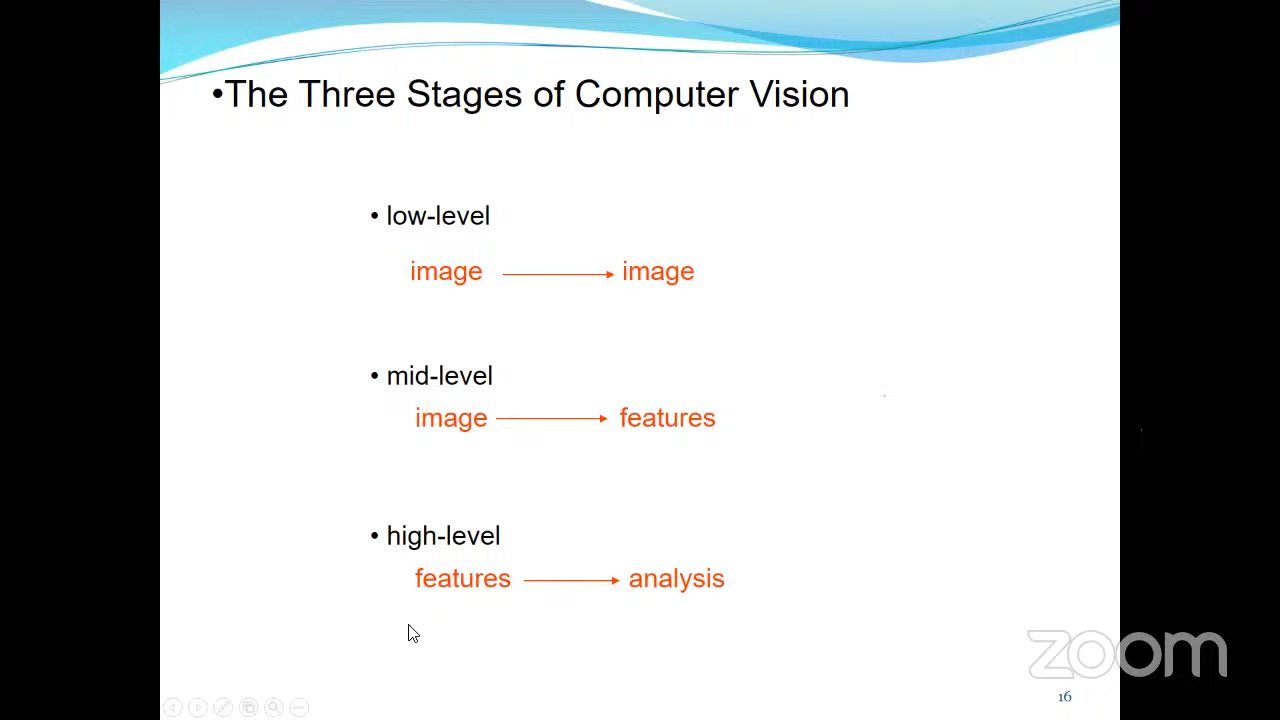 •The Three Stages of Computer Vision
• low-level
image image
• mid-level
image features
• high-level
features analysis
zoom
16